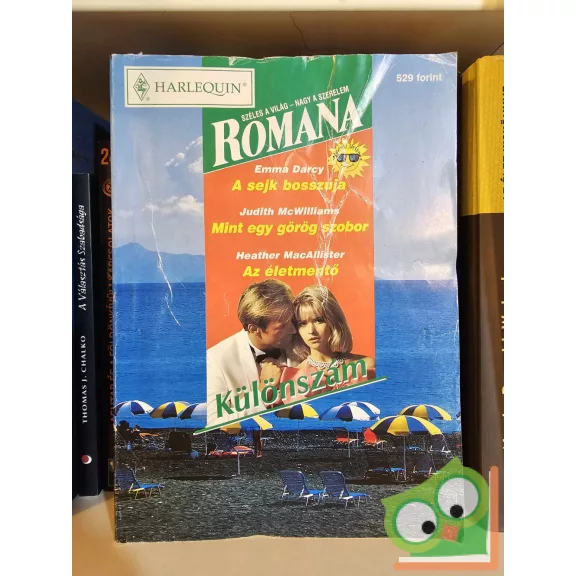 HARLEQUIN®
529 forint
SZÉLES A VILÁG – NAGY A SZERELEM
ROMANA
Emma Darcy
A sejk bosszúja
Judith McWilliams
Mint egy görög szobor
Heather MacAllister
Az életmentő
Különszám
THOMAS J. CHALKO
A Választás Szabadsága